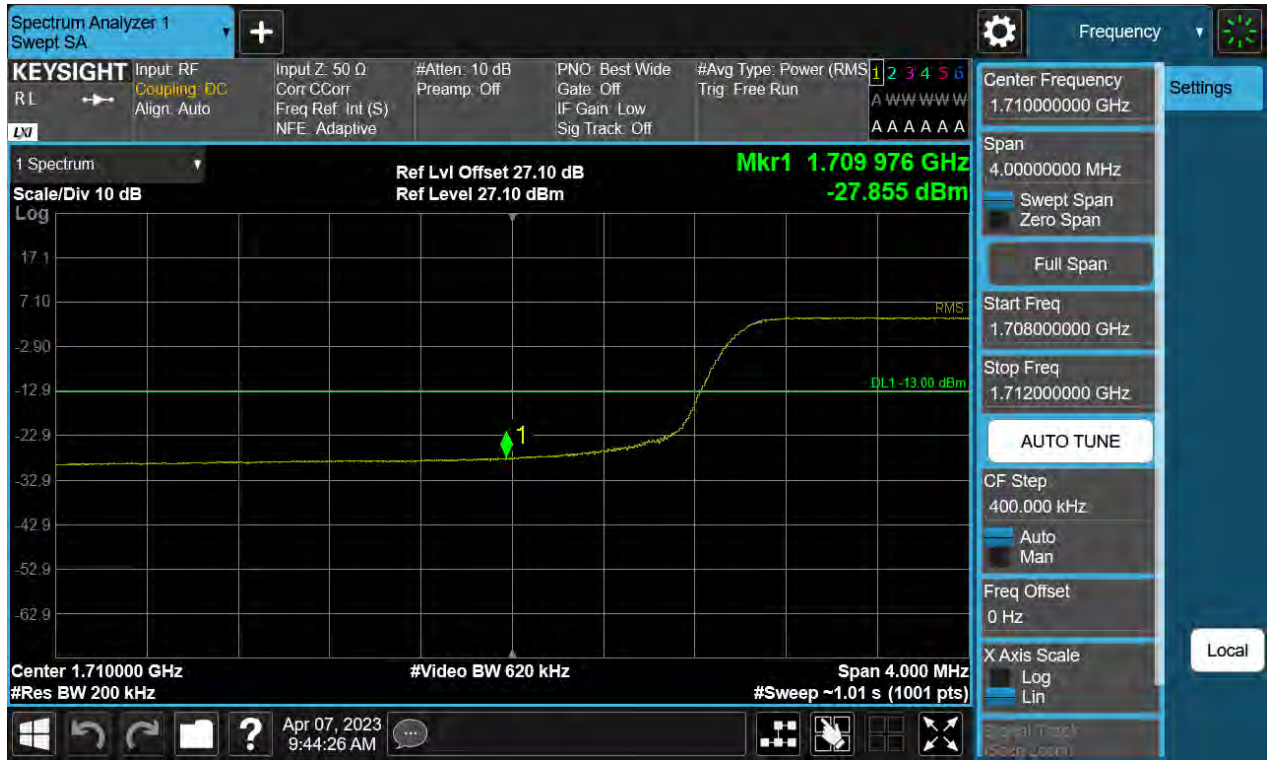 Spectrum Analyzer 1
Swept SA
Frequency
KEYSIGHT
RL
LXI
Input: RF
Coupling: DC
Align: Auto
Input Z: 50 Ω
Corr CCorr
Freq Ref: Int (S)
NFE: Adaptive
#Atten: 10 dB
Preamp: Off
PNO: Best Wide
Gate: Off
IF Gain: Low
Sig Track: Off
#Avg Type: Power (RMS
Trig: Free Run
1 2 3 4 5 6
A W W W W W
A A A A A A
1 Spectrum
Scale/Div 10 dB
Log
Ref Lvl Offset 27.10 dB
Ref Level 27.10 dBm
Mkr1 1.709 976 GHz
-27.855 dBm
17.1
7.10
-2.90
-12.9
-22.9
-32.9
-42.9
-52.9
-62.9
RMS
DL1 -13.00 dBm
1
Center 1.710000 GHz
#Res BW 200 kHz
#Video BW 620 kHz
Span 4.000 MHz
#Sweep ~1.01 s (1001 pts)
?
Apr 07, 2023
9:44:26 AM
Center Frequency
1.710000000 GHz
Span
4.00000000 MHz
Swept Span
Zero Span
Full Span
Start Freq
1.708000000 GHz
Stop Freq
1.712000000 GHz
AUTO TUNE
CF Step
400.000 kHz
Auto
Man
Freq Offset
0 Hz
X Axis Scale
Log
Lin
Signal Track
(Span Zoom)
Settings
Local